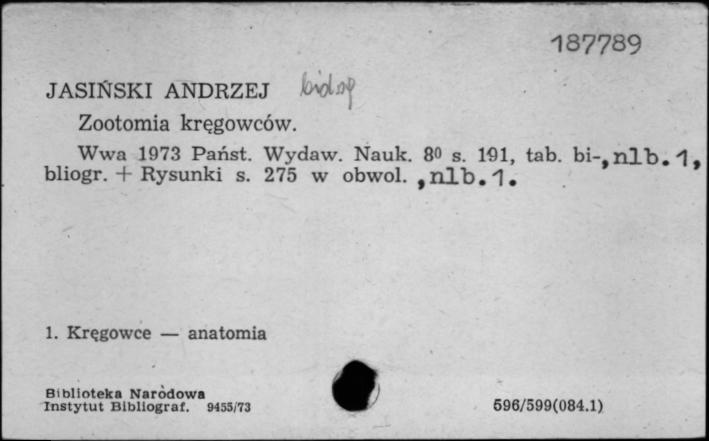 187789
JASIŃSKI ANDRZEJ biolog
Zootomia kręgowców.
Wwa 1973 Państ. Wydaw. Nauk. 8⁰ s. 191, tab. bi-, nlb. 1,
bliogr. + Rysunki s. 275 w obwol. , nlb. 1.
1. Kręgowce — anatomia
Biblioteka Narodowa
Instytut Bibliograf. 9455/73
596/599(084.1)